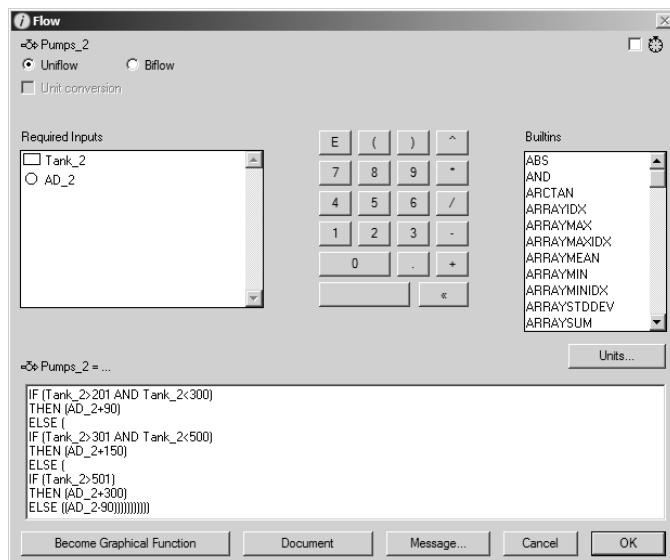 Flow
Pumps_2
Uniflow Biflow
Unit conversion
Required Inputs
Tank_2
AD_2
E ( ) ^
7 8 9 *
4 5 6 /
1 2 3 -
0 . +
«
Builtins
ABS
AND
ARCTAN
ARRAYIDX
ARRAYMAX
ARRAYMAXIDX
ARRAYMEAN
ARRAYMIN
ARRAYMINIDX
ARRAYSTDDEV
ARRAYSUM
Units...
Pumps_2 = ...
IF (Tank_2>201 AND Tank_2<300)
THEN (AD_2+90)
ELSE (
IF (Tank_2>301 AND Tank_2<500)
THEN (AD_2+150)
ELSE (
IF (Tank_2>501)
THEN (AD_2+300)
ELSE ((AD_2-90))))))))))
Become Graphical Function Document Message... Cancel OK